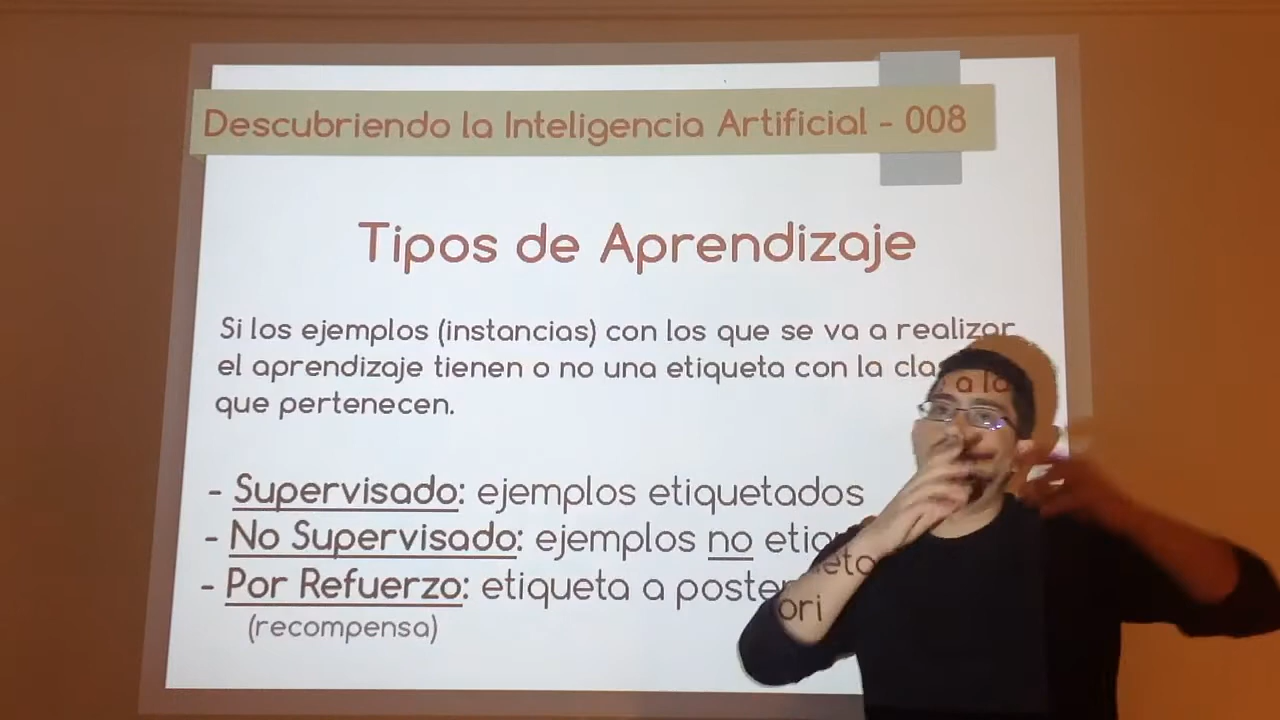 Descubriendo la Inteligencia Artificial - 008
Tipos de Aprendizaje
Si los ejemplos (instancias) con los que se va a realizar
el aprendizaje tienen o no una etiqueta con la a la
que pertenecen.
- Supervisado: ejemplos etiquetados
- No Supervisado: ejemplos no
- Por Refuerzo: etiqueta a posteriori
(recompensa)